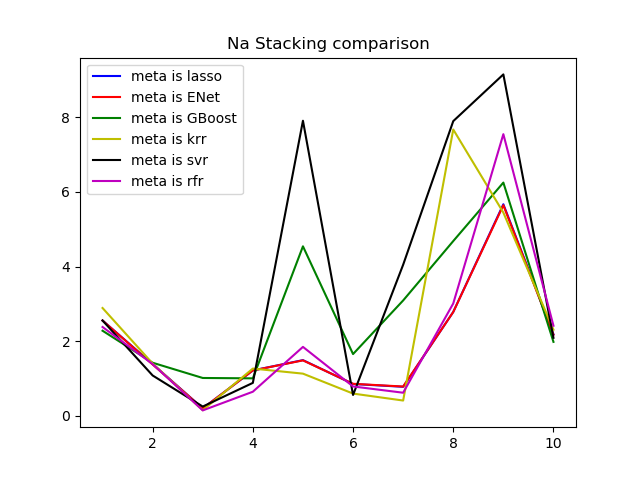 Na Stacking comparison
meta is lasso
meta is ENet
meta is GBoost
meta is krr
meta is svr
meta is rfr
8
6
4
2
0
2 4 6 8 10